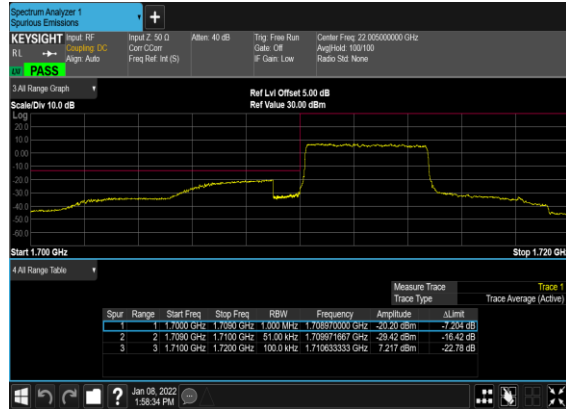 Spectrum Analyzer 1
Spurious Emissions
+
KEYSIGHT Input: RF Input Z: 50 Ω Atten: 40 dB Trig: Free Run Center Freq: 22.005000000 GHz
RL Coupling: DC Corr CCorr Gate: Off Avg|Hold: 100/100
Align: Auto Freq Ref: Int (S) IF Gain: Low Radio Std: None
PASS
3 All Range Graph
Ref Lvl Offset 5.00 dB
Scale/Div 10.0 dB Ref Value 30.00 dBm
Log
20.0
10.0
0.00
-10.0
-20.0
-30.0
-40.0
-50.0
-60.0
Start 1.700 GHz Stop 1.720 GH
4 All Range Table
Measure Trace Trace 1
Trace Type Trace Average (Active)
Spur Range Start Freq Stop Freq RBW Frequency Amplitude ΔLimit
1 1 1.7000 GHz 1.7090 GHz 1.000 MHz 1.708970000 GHz -20.20 dBm -7.204 dB
2 2 1.7090 GHz 1.7100 GHz 51.00 kHz 1.709971667 GHz -29.42 dBm -16.42 dB
3 3 1.7100 GHz 1.7200 GHz 100.0 kHz 1.710633333 GHz 7.217 dBm -22.78 dB
?
Jan 08, 2022
1:58:34 PM